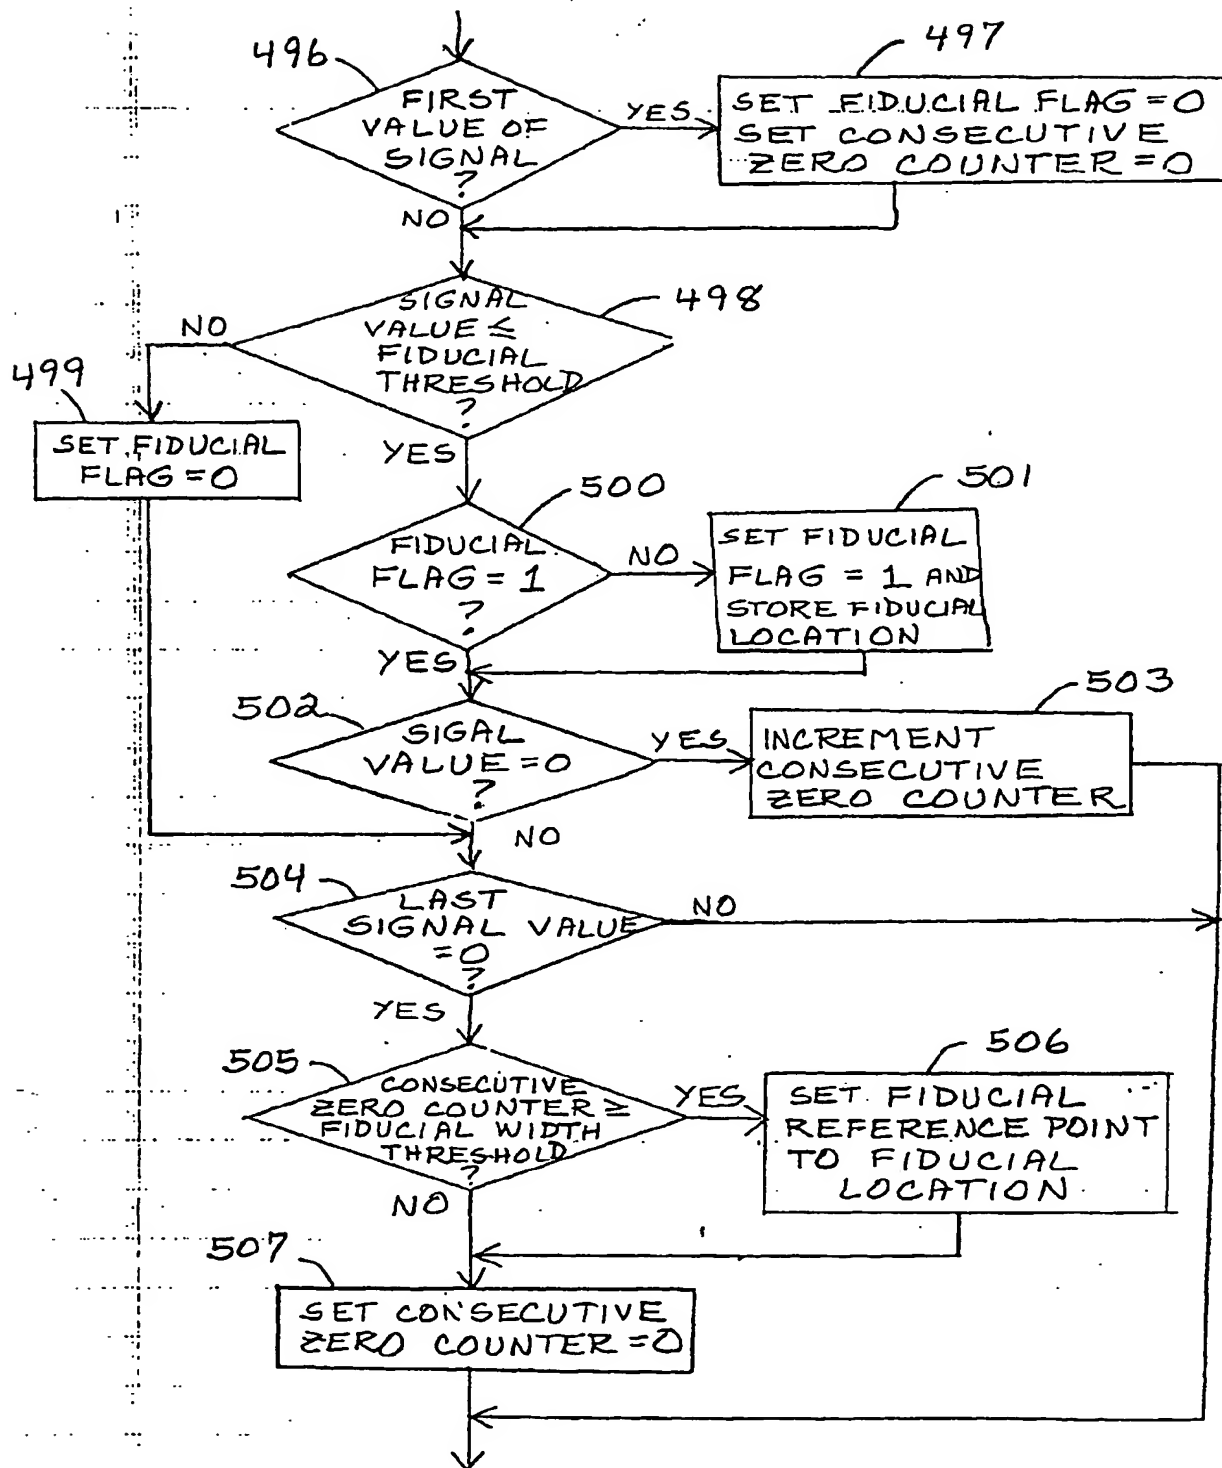 496
497
FIRST
VALUE OF
SIGNAL
?
YES
SET FIDUCIAL FLAG = 0
SET CONSECUTIVE
ZERO COUNTER = 0
NO
498
SIGNAL
VALUE ≤
FIDUCIAL
THRESHOLD
?
NO
499
SET FIDUCIAL
FLAG = 0
YES
500
501
FIDUCIAL
FLAG = 1
?
NO
SET FIDUCIAL
FLAG = 1 AND
STORE FIDUCIAL
LOCATION
YES
502
503
SIGAL
VALUE = 0
?
YES
INCREMENT
CONSECUTIVE
ZERO COUNTER
NO
504
LAST
SIGNAL VALUE
= 0
?
NO
YES
505
506
CONSECUTIVE
ZERO COUNTER ≥
FIDUCIAL WIDTH
THRESHOLD
?
YES
SET FIDUCIAL
REFERENCE POINT
TO FIDUCIAL
LOCATION
NO
507
SET CONSECUTIVE
ZERO COUNTER = 0